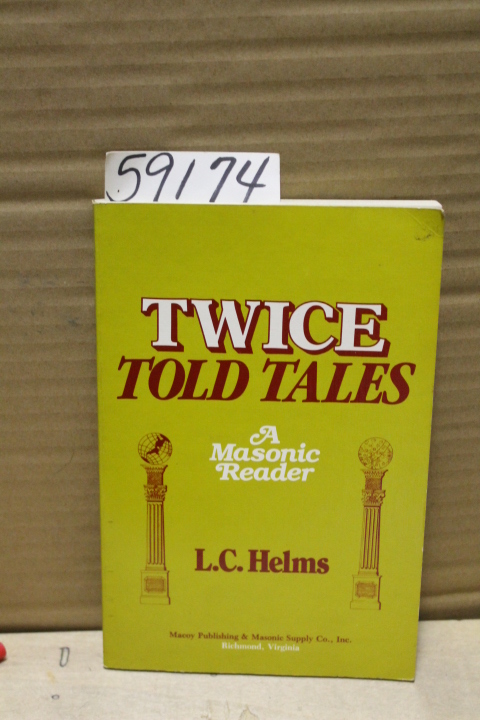 59174
TWICE
TOLD TALES
A
Masonic
Reader
L.C. Helms
Macoy Publishing & Masonic Supply Co., Inc.
Richmond, Virginia